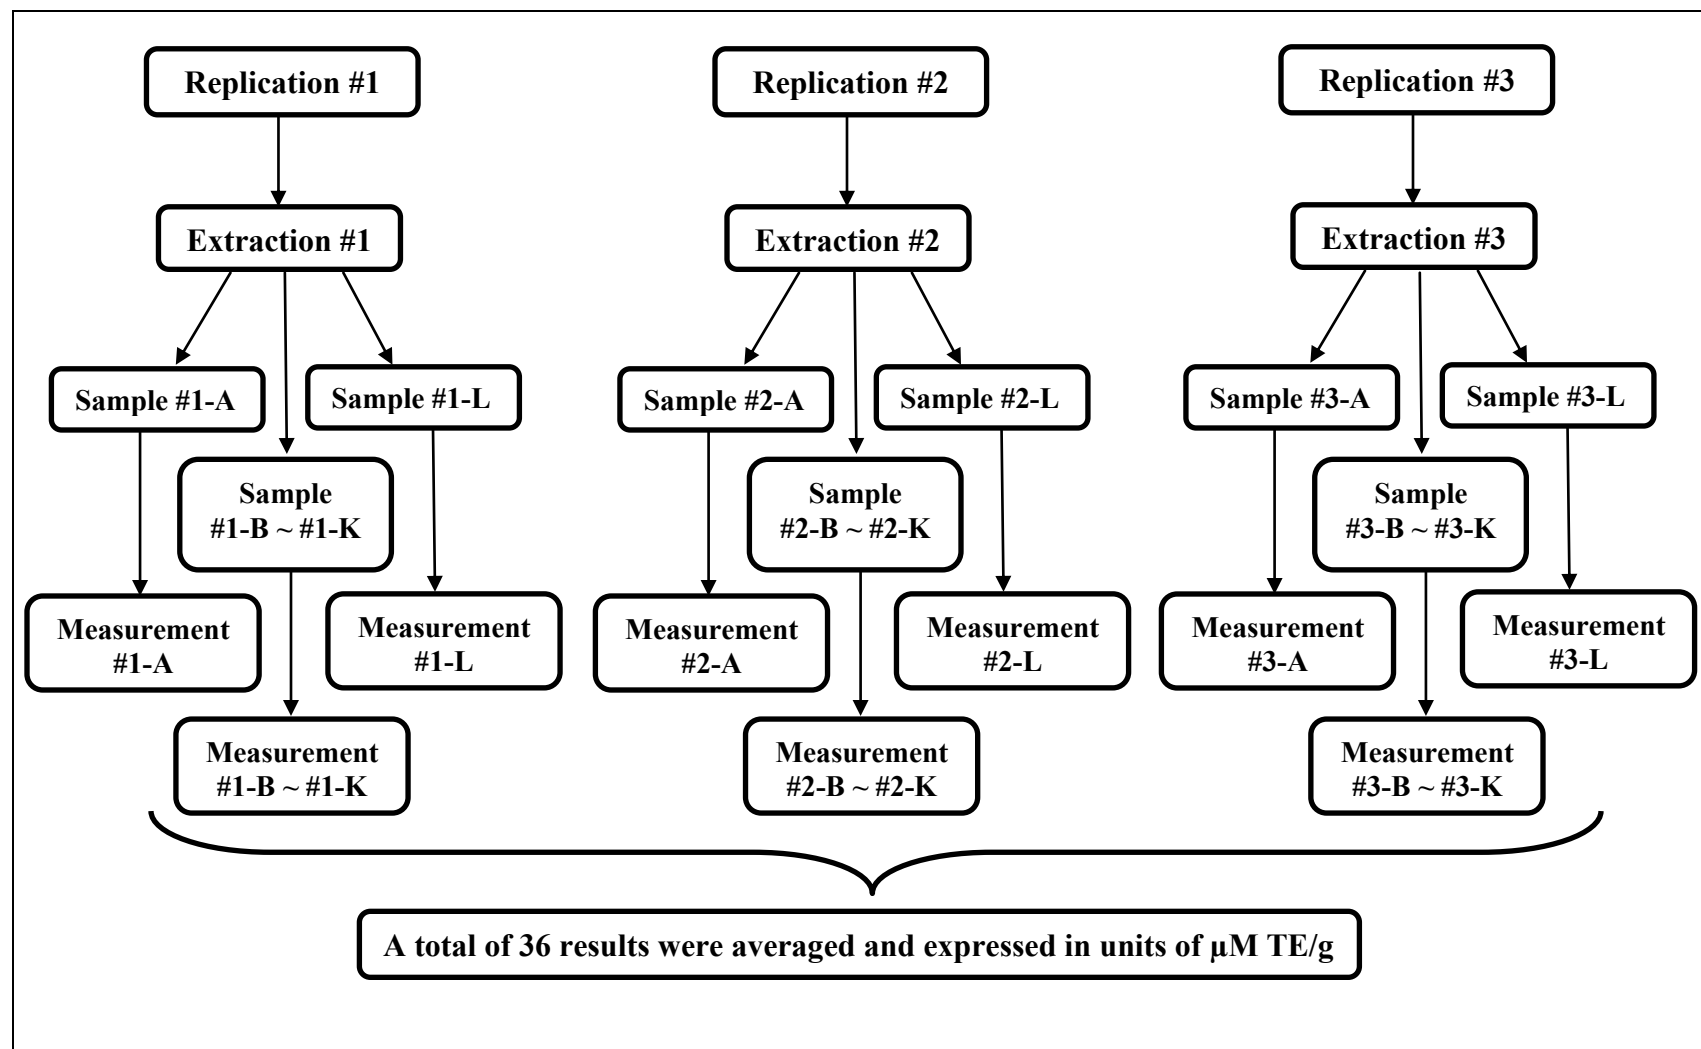 Replication #1
Replication #2
Replication #3
Extraction #1
Extraction #2
Extraction #3
Sample #1-A
Sample #1-L
Sample #2-A
Sample #2-L
Sample #3-A
Sample #3-L
Sample
#1-B ~ #1-K
Sample
#2-B ~ #2-K
Sample
#3-B ~ #3-K
Measurement
#1-A
Measurement
#1-L
Measurement
#2-A
Measurement
#2-L
Measurement
#3-A
Measurement
#3-L
Measurement
#1-B ~ #1-K
Measurement
#2-B ~ #2-K
Measurement
#3-B ~ #3-K
A total of 36 results were averaged and expressed in units of μM TE/g